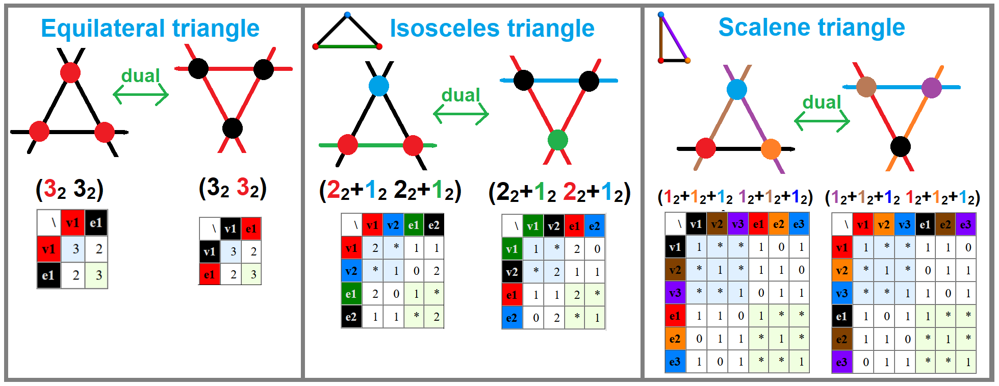 Equilateral triangle
dual
(3₂ 3₂)
(3₂ 3₂)
\ v1 e1
v1 3 2
e1 2 3
\ v1 e1
v1 3 2
e1 2 3
Isosceles triangle
dual
(2₂+1₂ 2₂+1₂)
(2₂+1₂ 2₂+1₂)
\ v1 v2 e1 e2
v1 2 * 1 1
v2 * 1 0 2
e1 2 0 1 *
e2 1 1 * 2
\ v1 v2 e1 e2
v1 1 * 2 0
v2 * 2 1 1
e1 1 1 2 *
e2 0 2 * 1
Scalene triangle
dual
(1₂+1₂+1₂ 1₂+1₂+1₂)
(1₂+1₂+1₂ 1₂+1₂+1₂)
\ v1 v2 v3 e1 e2 e3
v1 1 * * 1 0 1
v2 * 1 * 1 1 0
v3 * * 1 0 1 1
e1 1 1 0 1 * *
e2 0 1 1 * 1 *
e3 1 0 1 * * 1
\ v1 v2 v3 e1 e2 e3
v1 1 * * 1 1 0
v2 * 1 * 0 1 1
v3 * * 1 1 0 1
e1 1 0 1 1 * *
e2 1 1 0 * 1 *
e3 0 1 1 * * 1